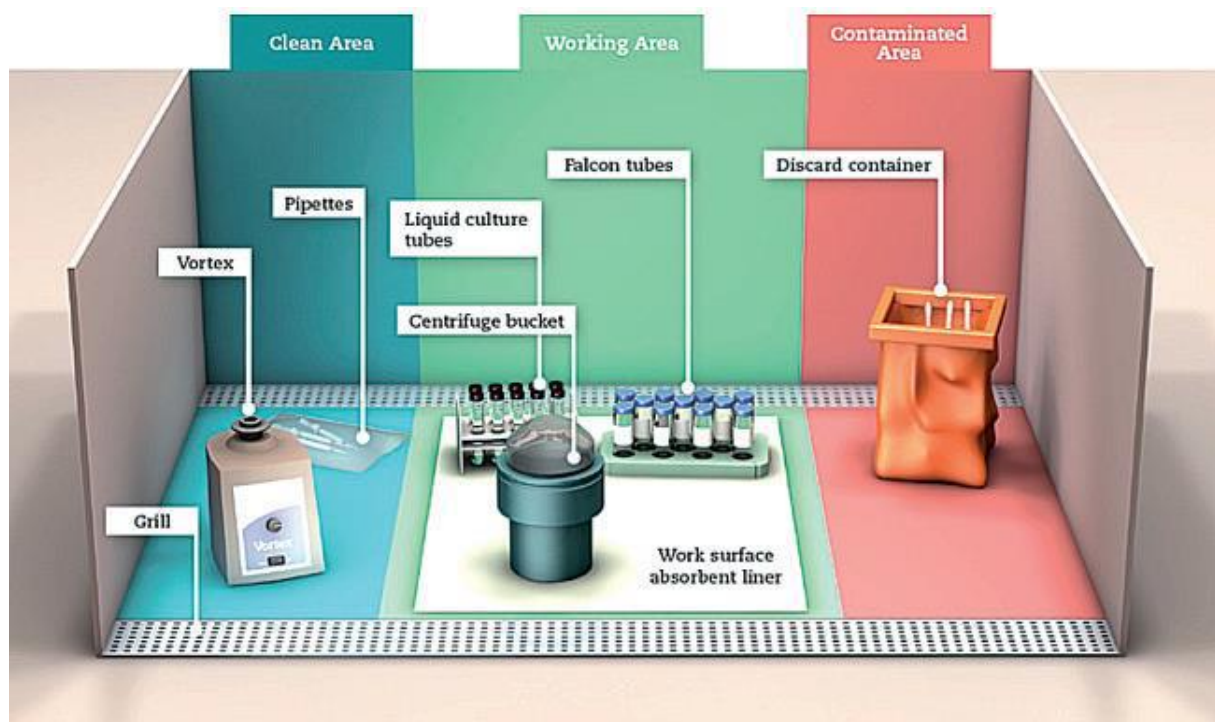 Clean Area
Working Area
Contaminated
Area
Falcon tubes
Discard container
Pipettes
Liquid culture
tubes
Vortex
Centrifuge bucket
Grill
Vortex
Work surface
absorbent liner